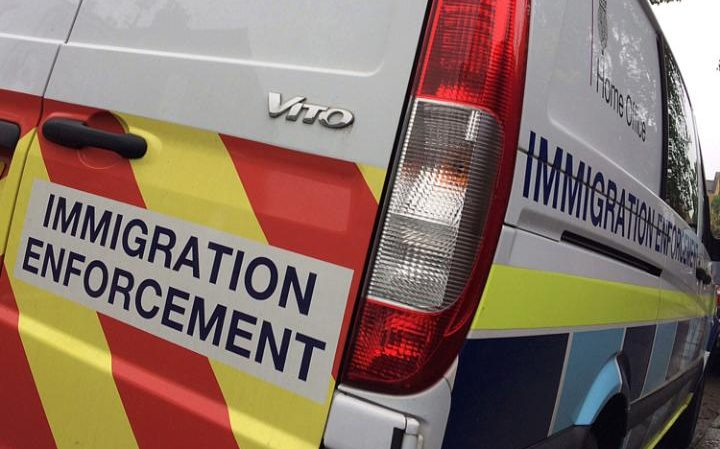 VITO
IMMIGRATION
ENFORCEMENT
Home Office
IMMIGRATION ENFORCEMENT